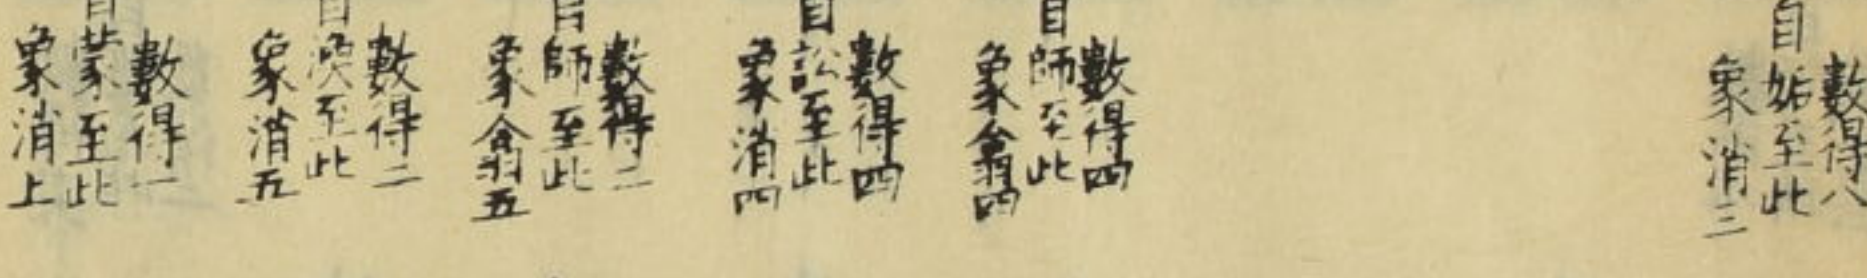 數得八
自姤至此
象消三
數得四
自師至此
象翕四
數得四
自訟至此
象消四
數得二
自師至此
象翕五
數得二
自渙至此
象消五
數得一
自蒙至此
象消上